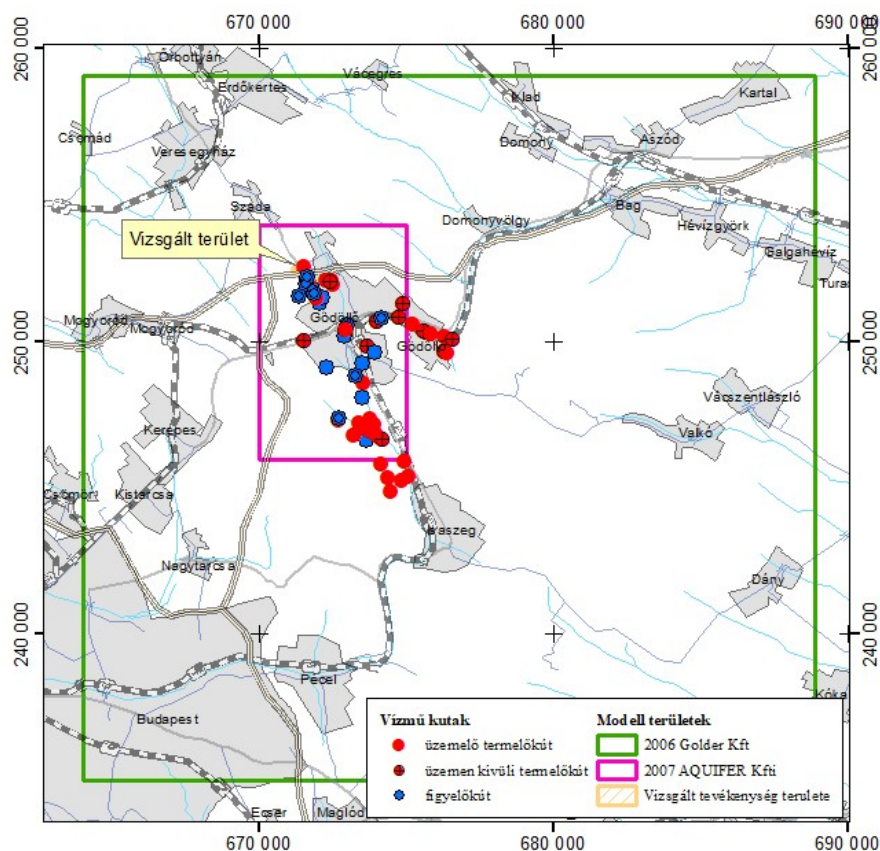 670 000
680 000
690 000
260 000
260 000
Őrbottyán
Erdőkertes
Vácegres
Iklad
Kartal
Csomád
Veresegyház
Domony
Aszód
Száda
Bag
Domonyvölgy
Hévízgyörk
Vizsgált terület
Galgahévíz
Tura
Mogyoród
Mogyoród
Gödöllő
Gödöllő
250 000
250 000
Vácszentlászló
Valkó
Kerepes
Csömör
Kistarcsa
Isaszeg
Nagytarcsa
Dány
240 000
240 000
Pécel
Kóka
Budapest
Vízmű kutak
üzemelő termelőkút
üzemen kívüli termelőkút
figyelőkút
Modell területek
2006 Golder Kft
2007 AQUIFER Kfti
Vizsgált tevékenység területe
Ecser
Maglód
670 000
680 000
690 000